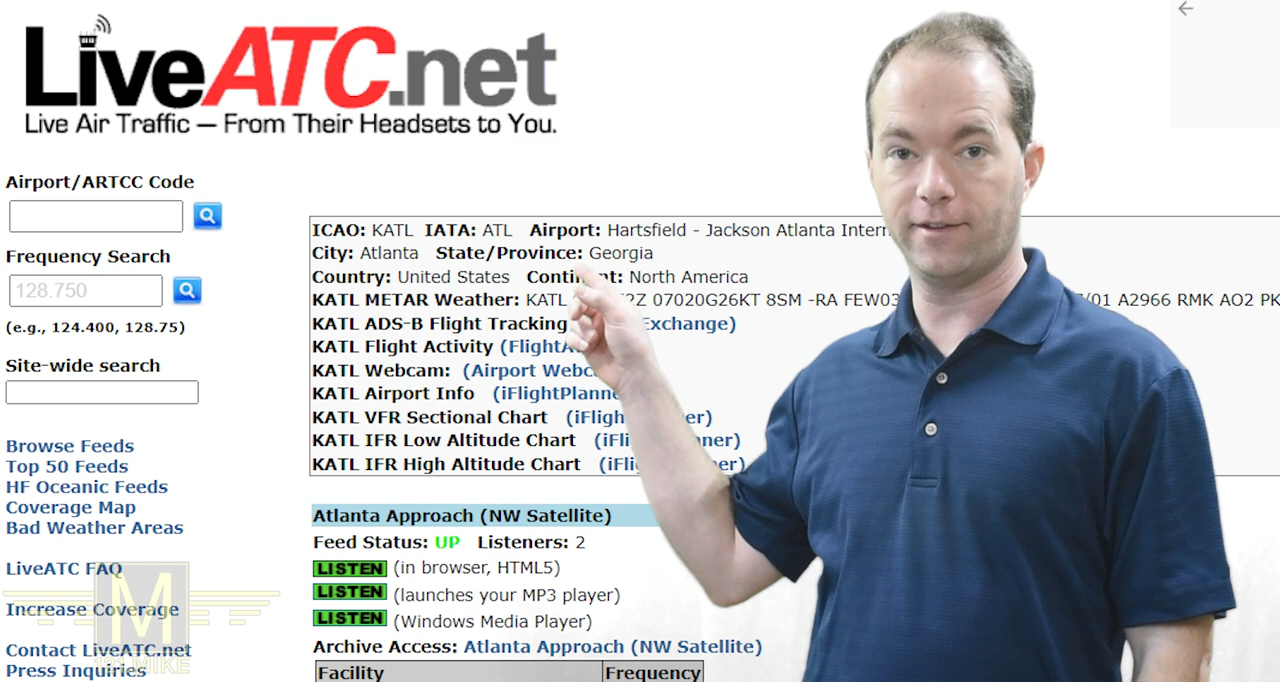 LiveATC.net
Live Air Traffic — From Their Headsets to You.
Airport/ARTCC Code
Frequency Search
128.750
(e.g., 124.400, 128.75)
Site-wide search
Browse Feeds
Top 50 Feeds
HF Oceanic Feeds
Coverage Map
Bad Weather Areas
LiveATC FAQ
Increase Coverage
Contact LiveATC.net
Press Inquiries
M
MIKE
ICAO: KATL IATA: ATL Airport: Hartsfield - Jackson Atlanta
City: Atlanta State/Province: Georgia
Country: United States North America
KATL METAR Weather: KATL 07020G26KT 8SM -RA A2966 RMK AO2
KATL ADS-B Flight Tracking Exchange)
KATL Flight Activity
KATL Webcam: (Airport
KATL Airport Info
KATL VFR Sectional Chart
KATL IFR Low Altitude Chart
KATL IFR High Altitude Chart
Atlanta Approach (NW Satellite)
Feed Status: UP Listeners: 2
LISTEN (in browser, HTML5)
LISTEN (launches your MP3 player)
LISTEN (Windows Media Player)
Archive Access: Atlanta Approach (NW Satellite)
Facility Frequency